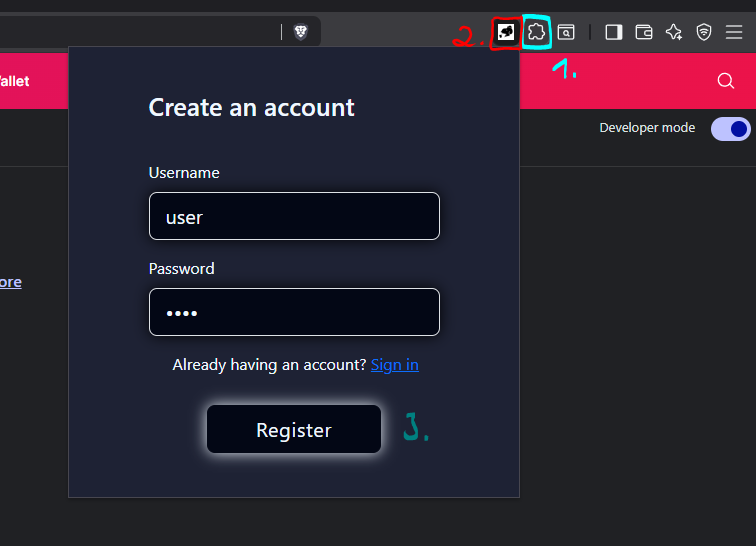 2.
1.
allet
Developer mode
Create an account
Username
user
ore
Password
••••
Already having an account? Sign in
Register
3.